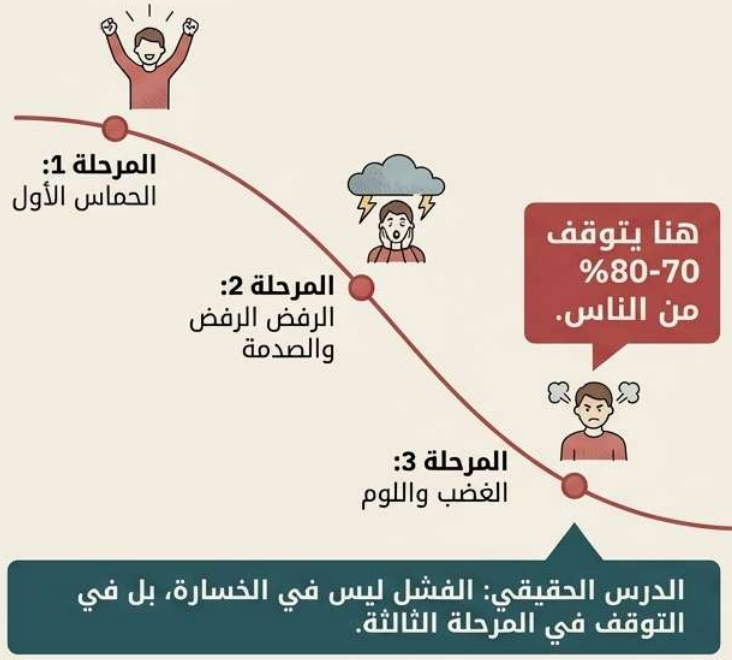 المرحلة 1:
الحماس الأول
المرحلة 2:
الرفض الرفض
والصدمة
هنا يتوقف
70-80%
من الناس.
المرحلة 3:
الغضب واللوم
الدرس الحقيقي: الفشل ليس في الخسارة، بل في
التوقف في المرحلة الثالثة.